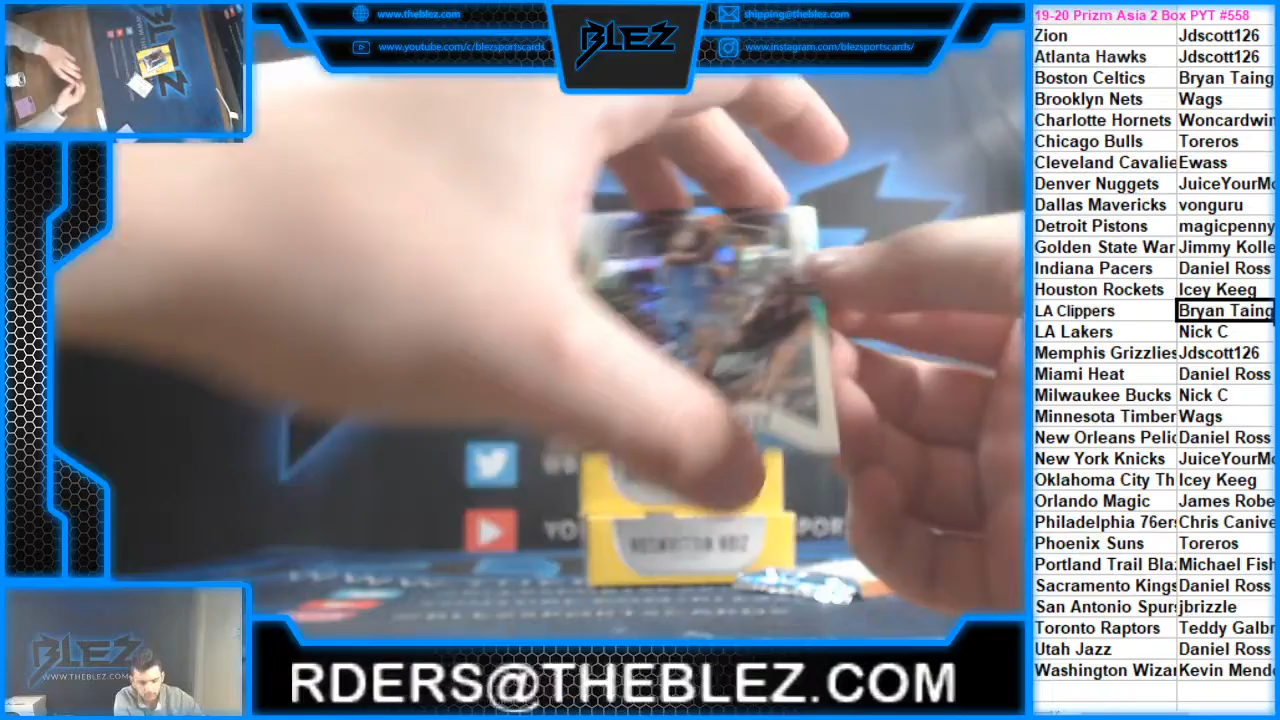 www.theblez.com
www.youtube.com/c/blezsportscards
BLEZ
shipping@theblez.com
www.instagram.com/blezsportscards/
BLEZ
WWW.THEBLEZ.COM
RDERS@THEBLEZ.COM
19-20 Prizm Asia 2 Box PYT #558
Zion Jdscott126
Atlanta Hawks Jdscott126
Boston Celtics Bryan Taing
Brooklyn Nets Wags
Charlotte Hornets Woncardwin
Chicago Bulls Toreros
Cleveland Cavalie Ewass
Denver Nuggets JuiceYourMo
Dallas Mavericks vonguru
Detroit Pistons magicpenny
Golden State War Jimmy Kolle
Indiana Pacers Daniel Ross
Houston Rockets Icey Keeg
LA Clippers Bryan Taing
LA Lakers Nick C
Memphis Grizzlies Jdscott126
Miami Heat Daniel Ross
Milwaukee Bucks Nick C
Minnesota Timber Wags
New Orleans Pelic Daniel Ross
New York Knicks JuiceYourMo
Oklahoma City Th Icey Keeg
Orlando Magic James Robe
Philadelphia 76ers Chris Canive
Phoenix Suns Toreros
Portland Trail Bla Michael Fish
Sacramento Kings Daniel Ross
San Antonio Spurs jbrizzle
Toronto Raptors Teddy Galbr
Utah Jazz Daniel Ross
Washington Wizar Kevin Mende